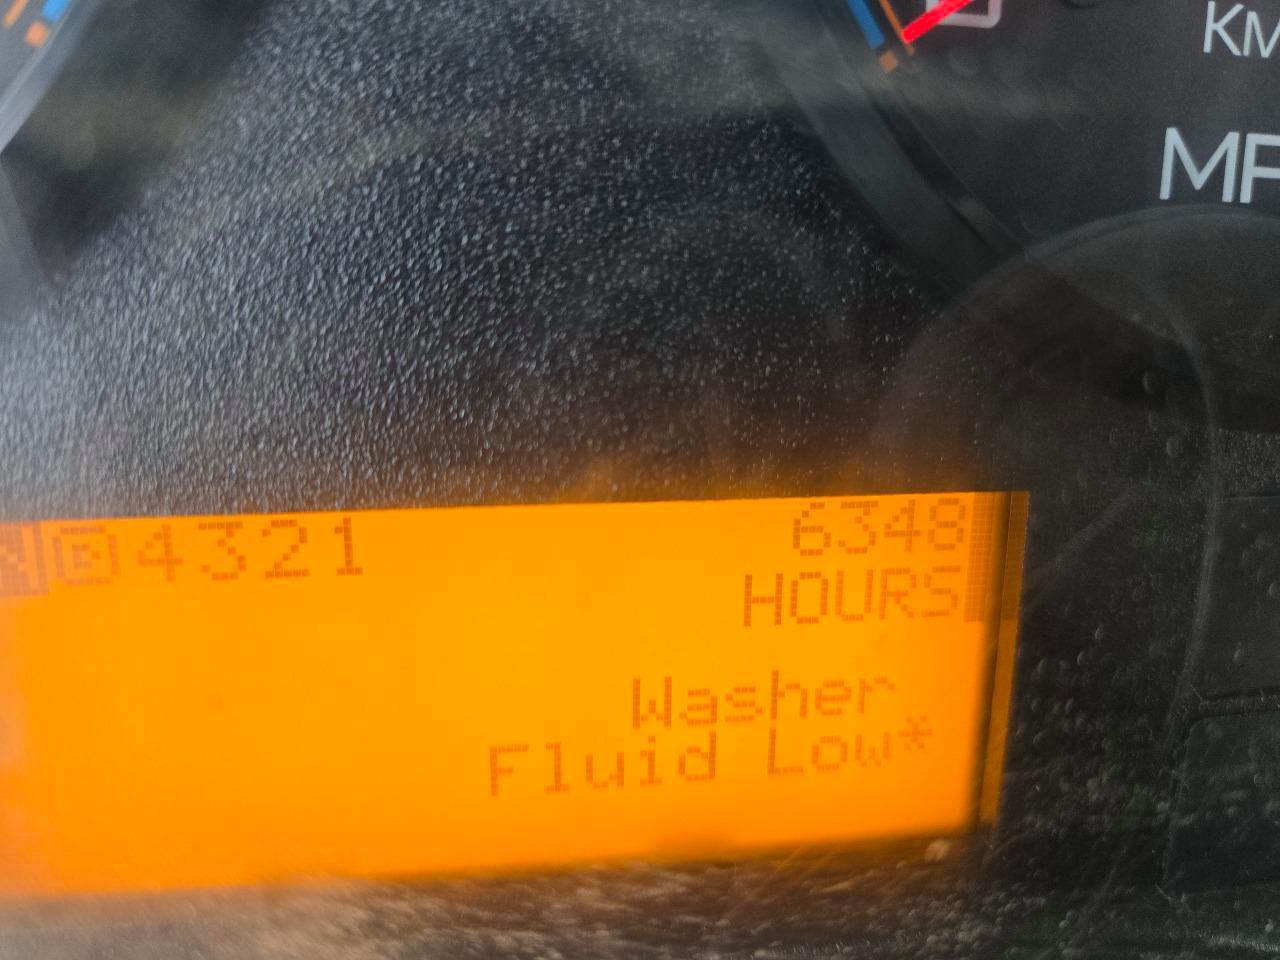 KM
MP
N D 4321 6348
HOURS
Washer
Fluid Low*